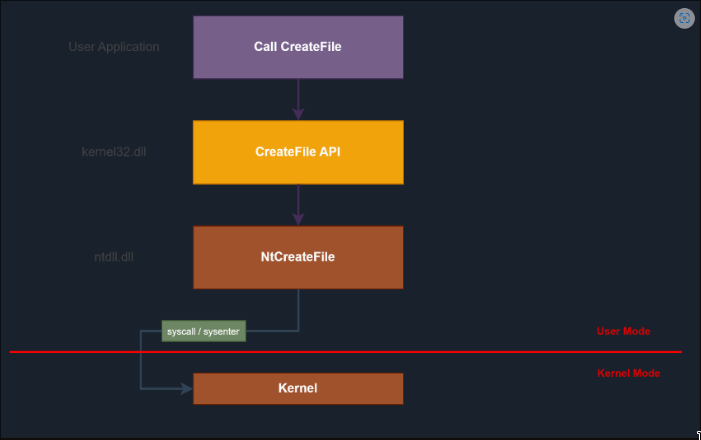 User Application
Call CreateFile
kernel32.dll
CreateFile API
ntdll.dll
NtCreateFile
syscall / sysenter
User Mode
Kernel Mode
Kernel